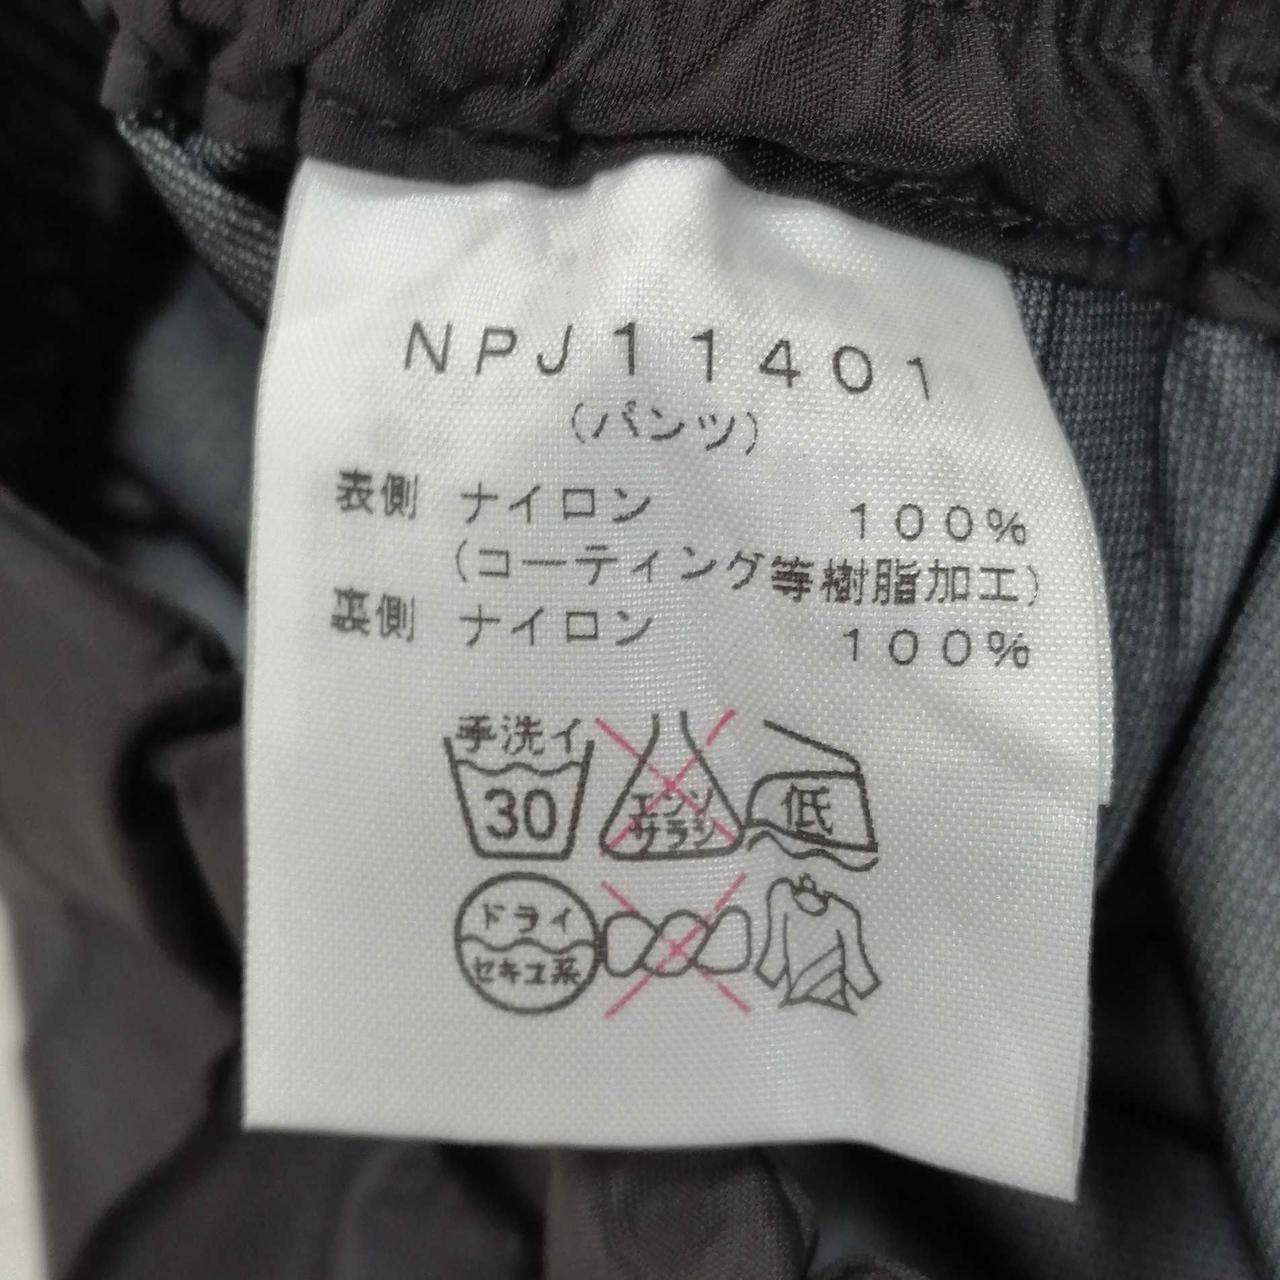 NPJ11401
(パンツ)
表側 ナイロン 100%
(コーティング等樹脂加工)
裏側 ナイロン 100%
手洗イ
30
エンソ
サラシ
低
ドライ
セキユ系